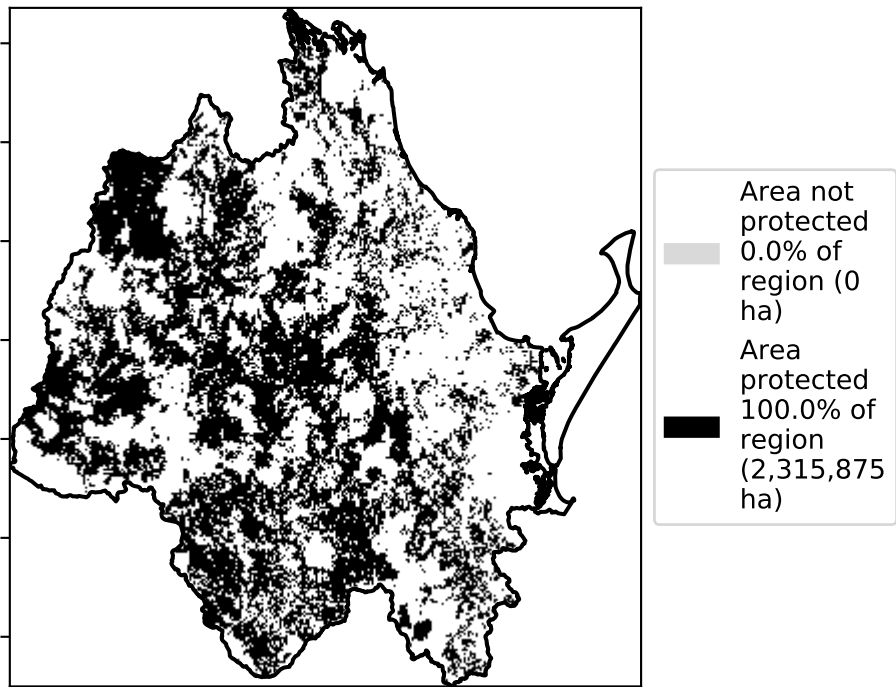 Area not
protected
0.0% of
region (0
ha)
Area
protected
100.0% of
region
(2,315,875
ha)